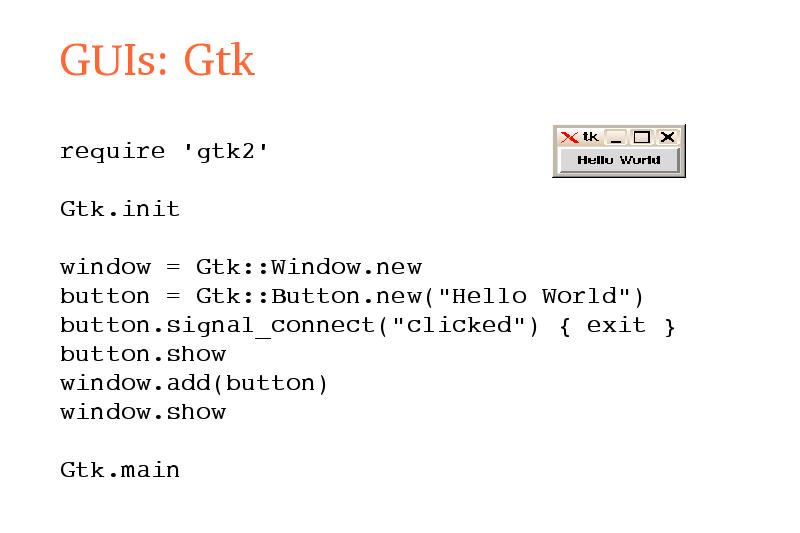 GUIs: Gtk
require 'gtk2'
tk
Hello World
Gtk.init
window = Gtk::Window.new
button = Gtk::Button.new("Hello World")
button.signal_connect("clicked") { exit }
button.show
window.add(button)
window.show
Gtk.main